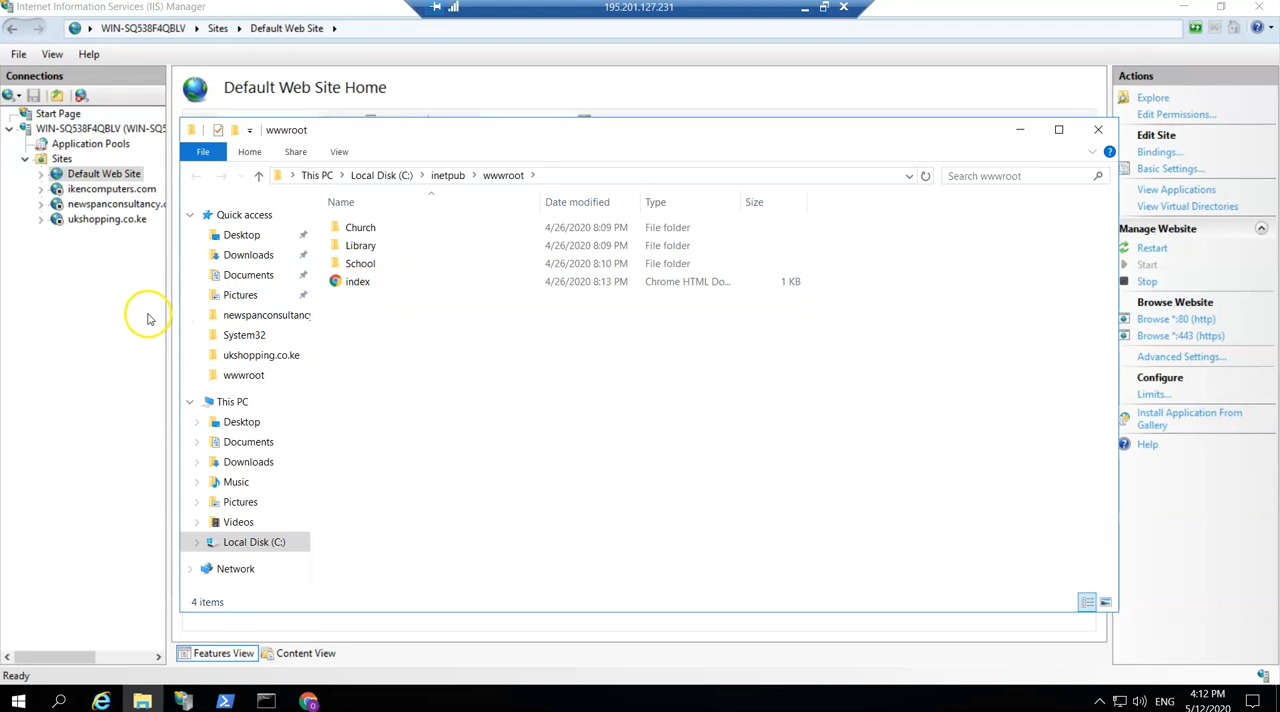 Internet Information Services (IIS) Manager
195.201.127.231
WIN-SQ538F4QBLV
Sites
Default Web Site
File
View
Help
Connections
Start Page
WIN-SQ538F4QBLV (WIN-SQ5
Application Pools
Sites
Default Web Site
ikencomputers.com
newspanconsultancy.c
ukshopping.co.ke
Default Web Site Home
wwwroot
File
Home
Share
View
This PC
Local Disk (C:)
inetpub
wwwroot
Search wwwroot
Name
Date modified
Type
Size
Church 4/26/2020 8:09 PM File folder
Library 4/26/2020 8:09 PM File folder
School 4/26/2020 8:10 PM File folder
index 4/26/2020 8:13 PM Chrome HTML Do... 1 KB
Quick access
Desktop
Downloads
Documents
Pictures
newspanconsultancy
System32
ukshopping.co.ke
wwwroot
This PC
Desktop
Documents
Downloads
Music
Pictures
Videos
Local Disk (C:)
Network
4 items
Features View
Content View
Actions
Explore
Edit Permissions...
Edit Site
Bindings...
Basic Settings...
View Applications
View Virtual Directories
Manage Website
Restart
Start
Stop
Browse Website
Browse *:80 (http)
Browse *:443 (https)
Advanced Settings...
Configure
Limits...
Install Application From
Gallery
Help
Ready
ENG
4:12 PM
5/12/2020